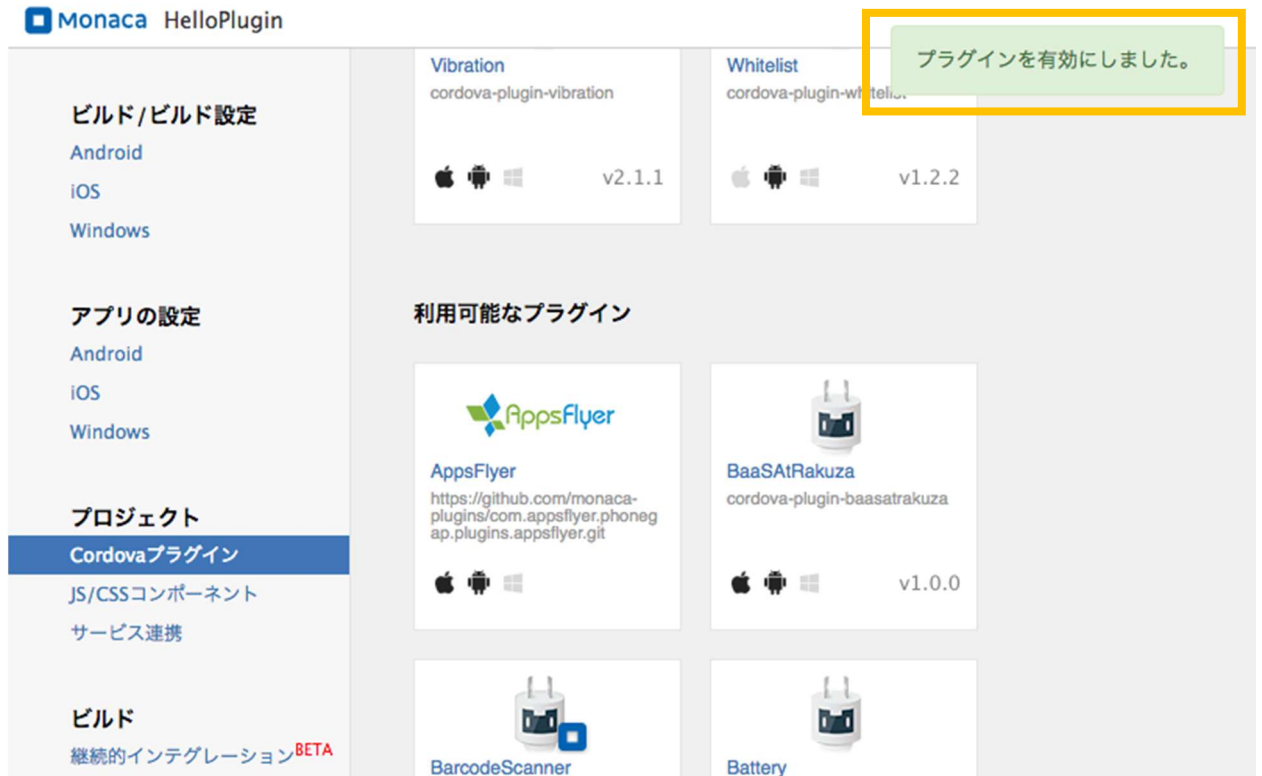 Monaca HelloPlugin
プラグインを有効にしました。
ビルド/ビルド設定
Android
iOS
Windows
アプリの設定
Android
iOS
Windows
プロジェクト
Cordovaプラグイン
JS/CSSコンポーネント
サービス連携
ビルド
継続的インテグレーションBETA
Vibration
cordova-plugin-vibration
v2.1.1
Whitelist
cordova-plugin-whitelist
v1.2.2
利用可能なプラグイン
AppsFlyer
AppsFlyer
https://github.com/monaca-
plugins/com.appsflyer.phoneg
ap.plugins.appsflyer.git
BaaSAtRakuza
cordova-plugin-baasatrakuza
v1.0.0
BarcodeScanner
Battery